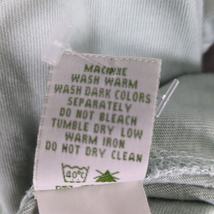 MACHINE
WASH WARM
WASH DARK COLORS
SEPARATELY
DO NOT BLEACH
TUMBLE DRY LOW
WARM IRON
DO NOT DRY CLEAN
40°C